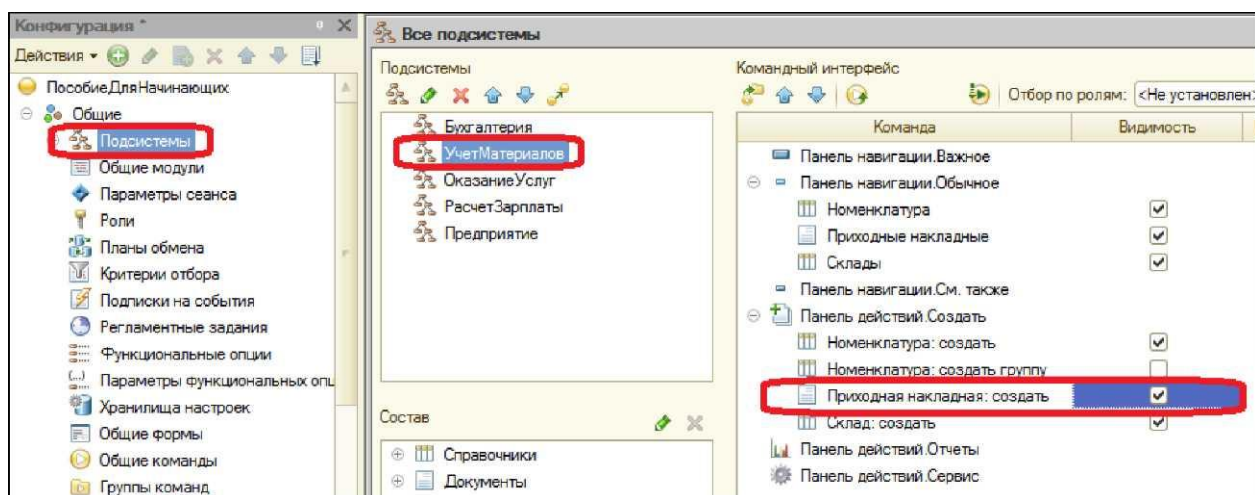 Конфигурация *
Действия
ПособиеДляНачинающих
Общие
Подсистемы
Общие модули
Параметры сеанса
Роли
Планы обмена
Критерии отбора
Подписки на события
Регламентные задания
Функциональные опции
Параметры функциональных опц
Хранилища настроек
Общие формы
Общие команды
Группы команд
Все подсистемы
Подсистемы
Бухгалтерия
УчетМатериалов
ОказаниеУслуг
РасчетЗарплаты
Предприятие
Состав
Справочники
Документы
Командный интерфейс
Отбор по ролям: <Не установлен>
Команда Видимость
Панель навигации.Важное
Панель навигации.Обычное
Номенклатура
Приходные накладные
Склады
Панель навигации.См. также
Панель действий.Создать
Номенклатура: создать
Номенклатура: создать группу
Приходная накладная: создать
Склад: создать
Панель действий.Отчеты
Панель действий.Сервис